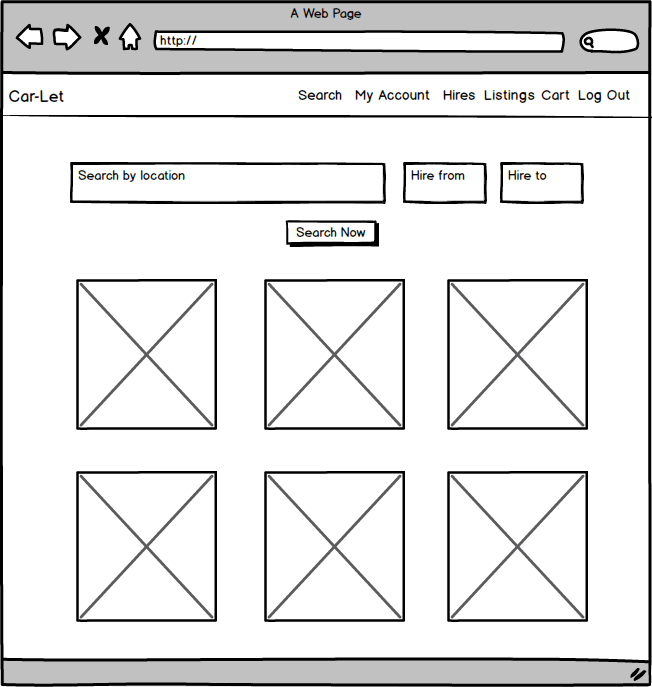 A Web Page
http://
Car-Let
Search My Account Hires Listings Cart Log Out
Search by location
Hire from
Hire to
Search Now